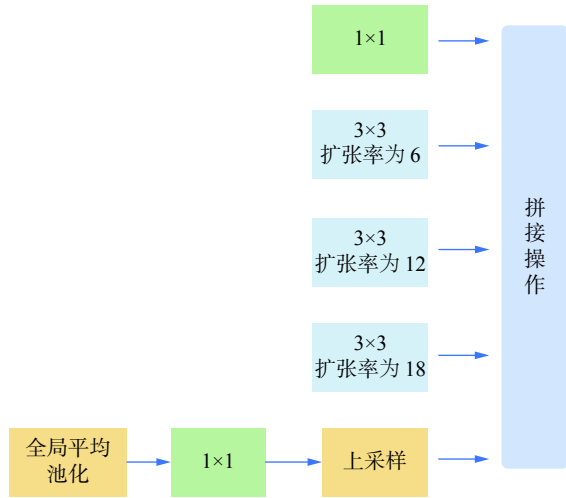 1×1
3×3
扩张率为 6
3×3
扩张率为 12
3×3
扩张率为 18
全局平均
池化
1×1
上采样
拼
接
操
作